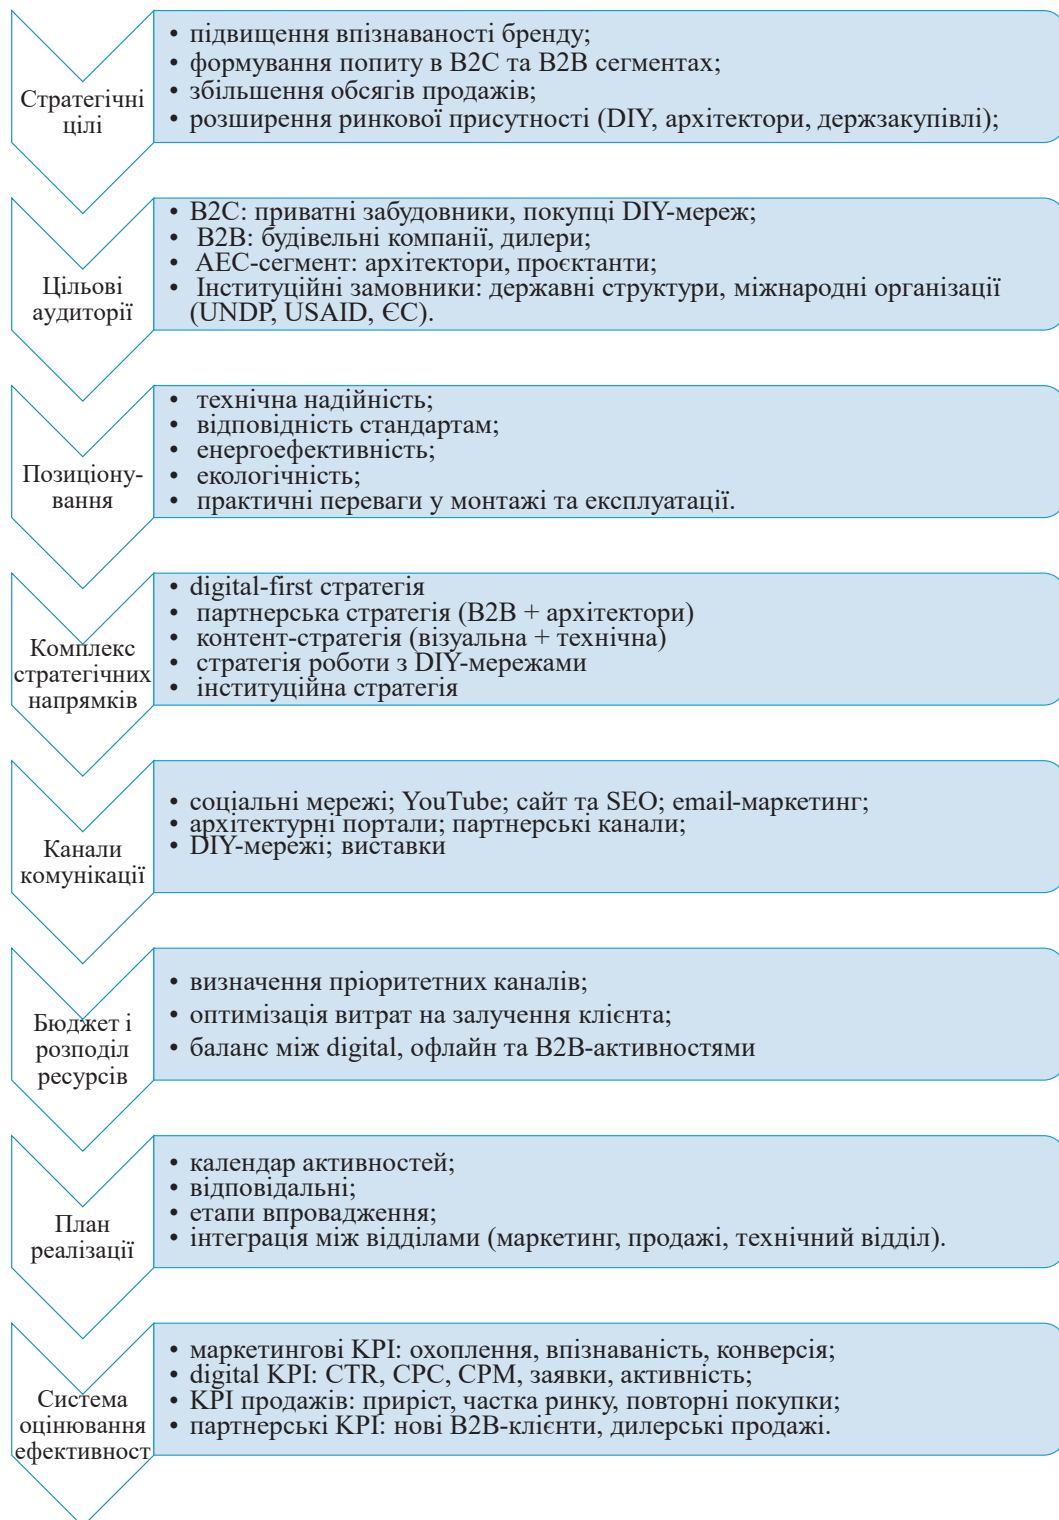 Стратегічні
цілі
• підвищення впізнаваності бренду;
• формування попиту в B2C та B2B сегментах;
• збільшення обсягів продажів;
• розширення ринкової присутності (DIY, архітектори, держзакупівлі);
Цільові
аудиторії
• B2C: приватні забудовники, покупці DIY-мереж;
• B2B: будівельні компанії, дилери;
• AEC-сегмент: архітектори, проєктанти;
• Інституційні замовники: державні структури, міжнародні організації
(UNDP, USAID, ЄС).
Позиціону-
вання
• технічна надійність;
• відповідність стандартам;
• енергоефективність;
• екологічність;
• практичні переваги у монтажі та експлуатації.
Комплекс
стратегічних
напрямків
• digital-first стратегія
• партнерська стратегія (B2B + архітектори)
• контент-стратегія (візуальна + технічна)
• стратегія роботи з DIY-мережами
• інституційна стратегія
Канали
комунікації
• соціальні мережі; YouTube; сайт та SEO; email-маркетинг;
• архітектурні портали; партнерські канали;
• DIY-мережі; виставки
Бюджет і
розподіл
ресурсів
• визначення пріоритетних каналів;
• оптимізація витрат на залучення клієнта;
• баланс між digital, офлайн та B2B-активностями
План
реалізації
• календар активностей;
• відповідальні;
• етапи впровадження;
• інтеграція між відділами (маркетинг, продажі, технічний відділ).
Система
оцінювання
ефективност
• маркетингові KPI: охоплення, впізнаваність, конверсія;
• digital KPI: CTR, CPC, CPM, заявки, активність;
• KPI продажів: приріст, частка ринку, повторні покупки;
• партнерські KPI: нові B2B-клієнти, дилерські продажі.